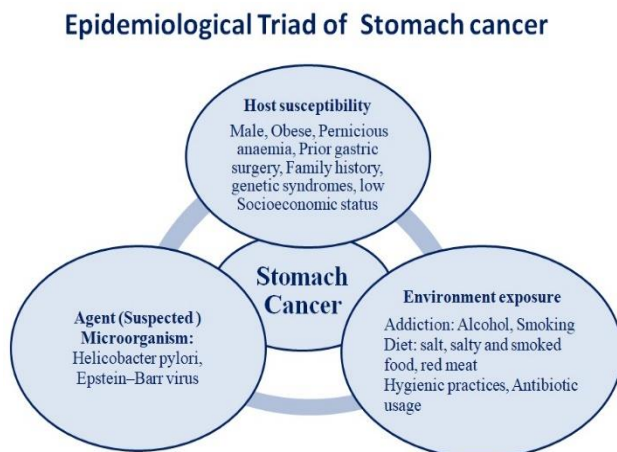 Epidemiological Triad of Stomach cancer
Host susceptibility
Male, Obese, Pernicious
anaemia, Prior gastric
surgery, Family history,
genetic syndromes, low
Socioeconomic status
Stomach
Cancer
Agent (Suspected )
Microorganism:
Helicobacter pylori,
Epstein–Barr virus
Environment exposure
Addiction: Alcohol, Smoking
Diet: salt, salty and smoked
food, red meat
Hygienic practices, Antibiotic
usage